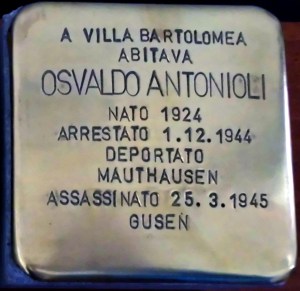 A VILLA BARTOLOMEA
ABITAVA
OSVALDO ANTONIOLI
NATO 1924
ARRESTATO 1.12.1944
DEPORTATO
MAUTHAUSEN
ASSASSINATO 25.3.1945
GUSEN